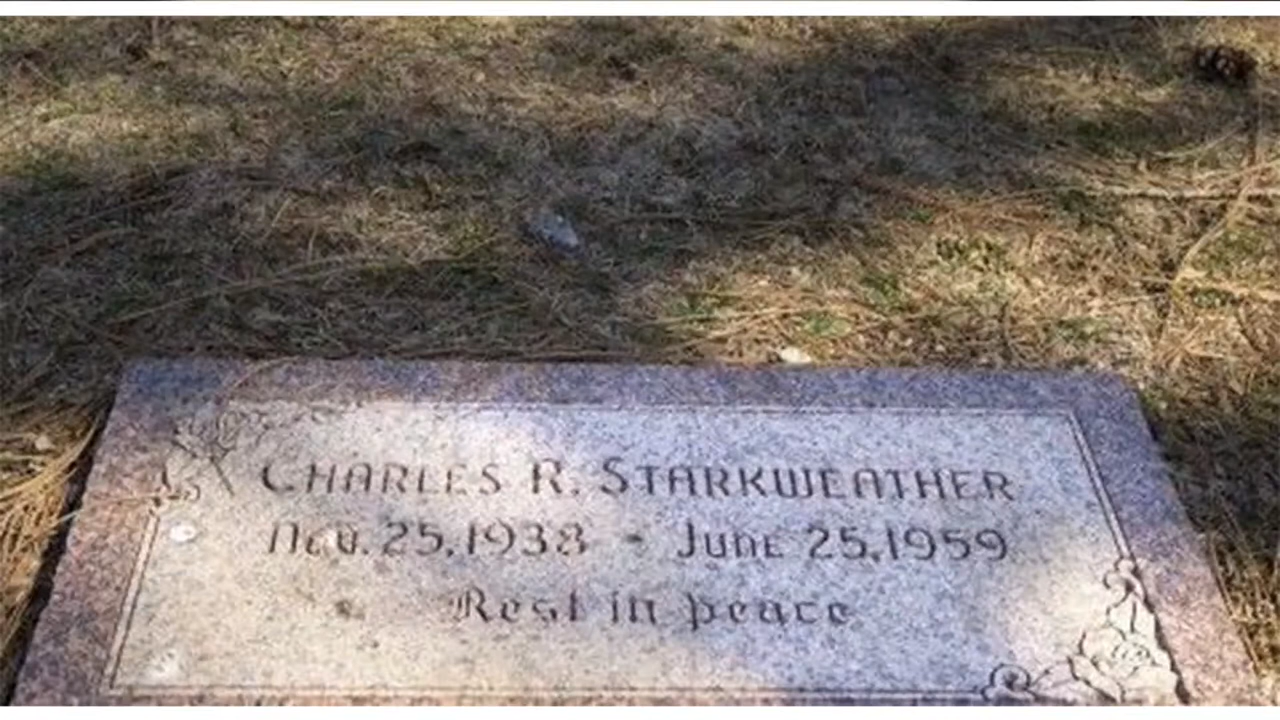 CHARLES R. STARKWEATHER
NOV. 25, 1938 - JUNE 25, 1959
Rest in peace